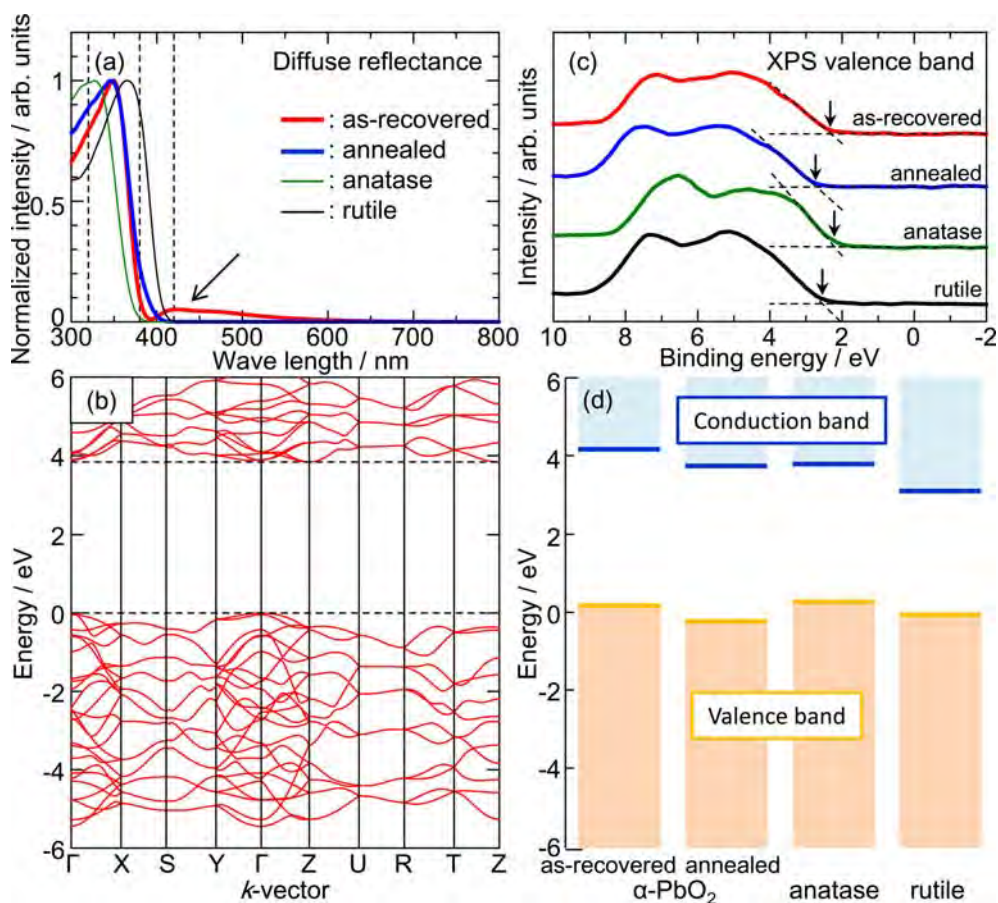 (a)
Diffuse reflectance
: as-recovered
: annealed
: anatase
: rutile
Normalized intensity / arb. units
1
0.5
0
300 400 500 600 700 800
Wave length / nm
(c)
XPS valence band
as-recovered
annealed
anatase
rutile
Intensity / arb. units
10 8 6 4 2 0 -2
Binding energy / eV
(b)
Energy / eV
6
4
2
0
-2
-4
-6
Γ X S Y Γ Z U R T Z
k-vector
(d)
Conduction band
Valence band
Energy / eV
6
4
2
0
-2
-4
-6
as-recovered annealed
α-PbO2
anatase
rutile